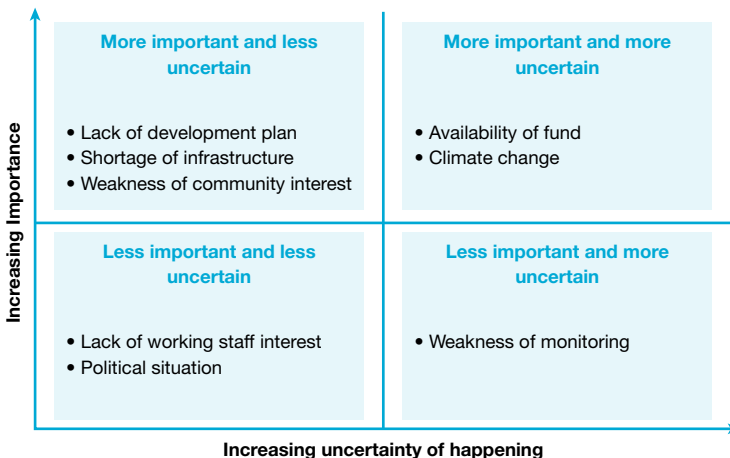 More important and less
uncertain
• Lack of development plan
• Shortage of infrastructure
• Weakness of community interest
More important and more
uncertain
• Availability of fund
• Climate change
Less important and less
uncertain
• Lack of working staff interest
• Political situation
Less important and more
uncertain
• Weakness of monitoring
Increasing Importance
Increasing uncertainty of happening